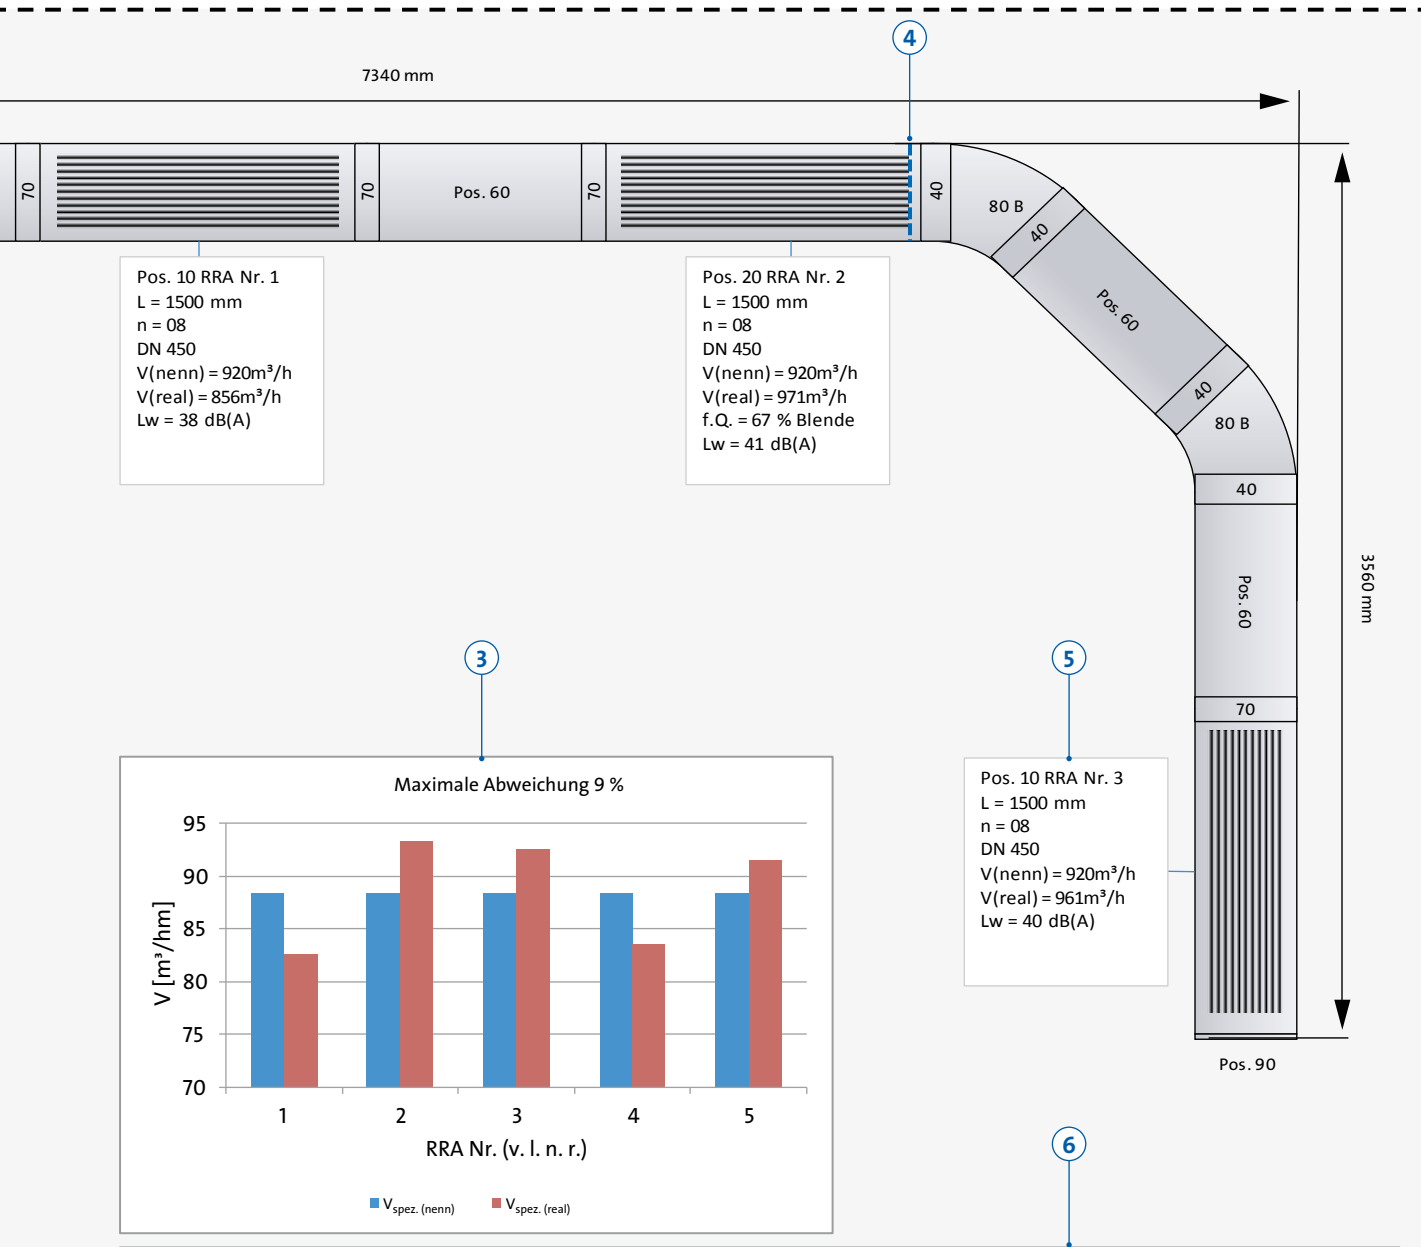 4
7340 mm
70
70
Pos. 60
70
40
80 B
40
Pos. 60
40
80 B
40
Pos. 60
70
3560 mm
Pos. 90
Pos. 10 RRA Nr. 1
L = 1500 mm
n = 08
DN 450
V(nenn) = 920m³/h
V(real) = 856m³/h
Lw = 38 dB(A)
Pos. 20 RRA Nr. 2
L = 1500 mm
n = 08
DN 450
V(nenn) = 920m³/h
V(real) = 971m³/h
f.Q. = 67 % Blende
Lw = 41 dB(A)
3
5
Pos. 10 RRA Nr. 3
L = 1500 mm
n = 08
DN 450
V(nenn) = 920m³/h
V(real) = 961m³/h
Lw = 40 dB(A)
Maximale Abweichung 9 %
95
90
85
80
75
70
V [m³/hm]
1 2 3 4 5
RRA Nr. (v. l. n. r.)
Vspez. (nenn) Vspez. (real)
6